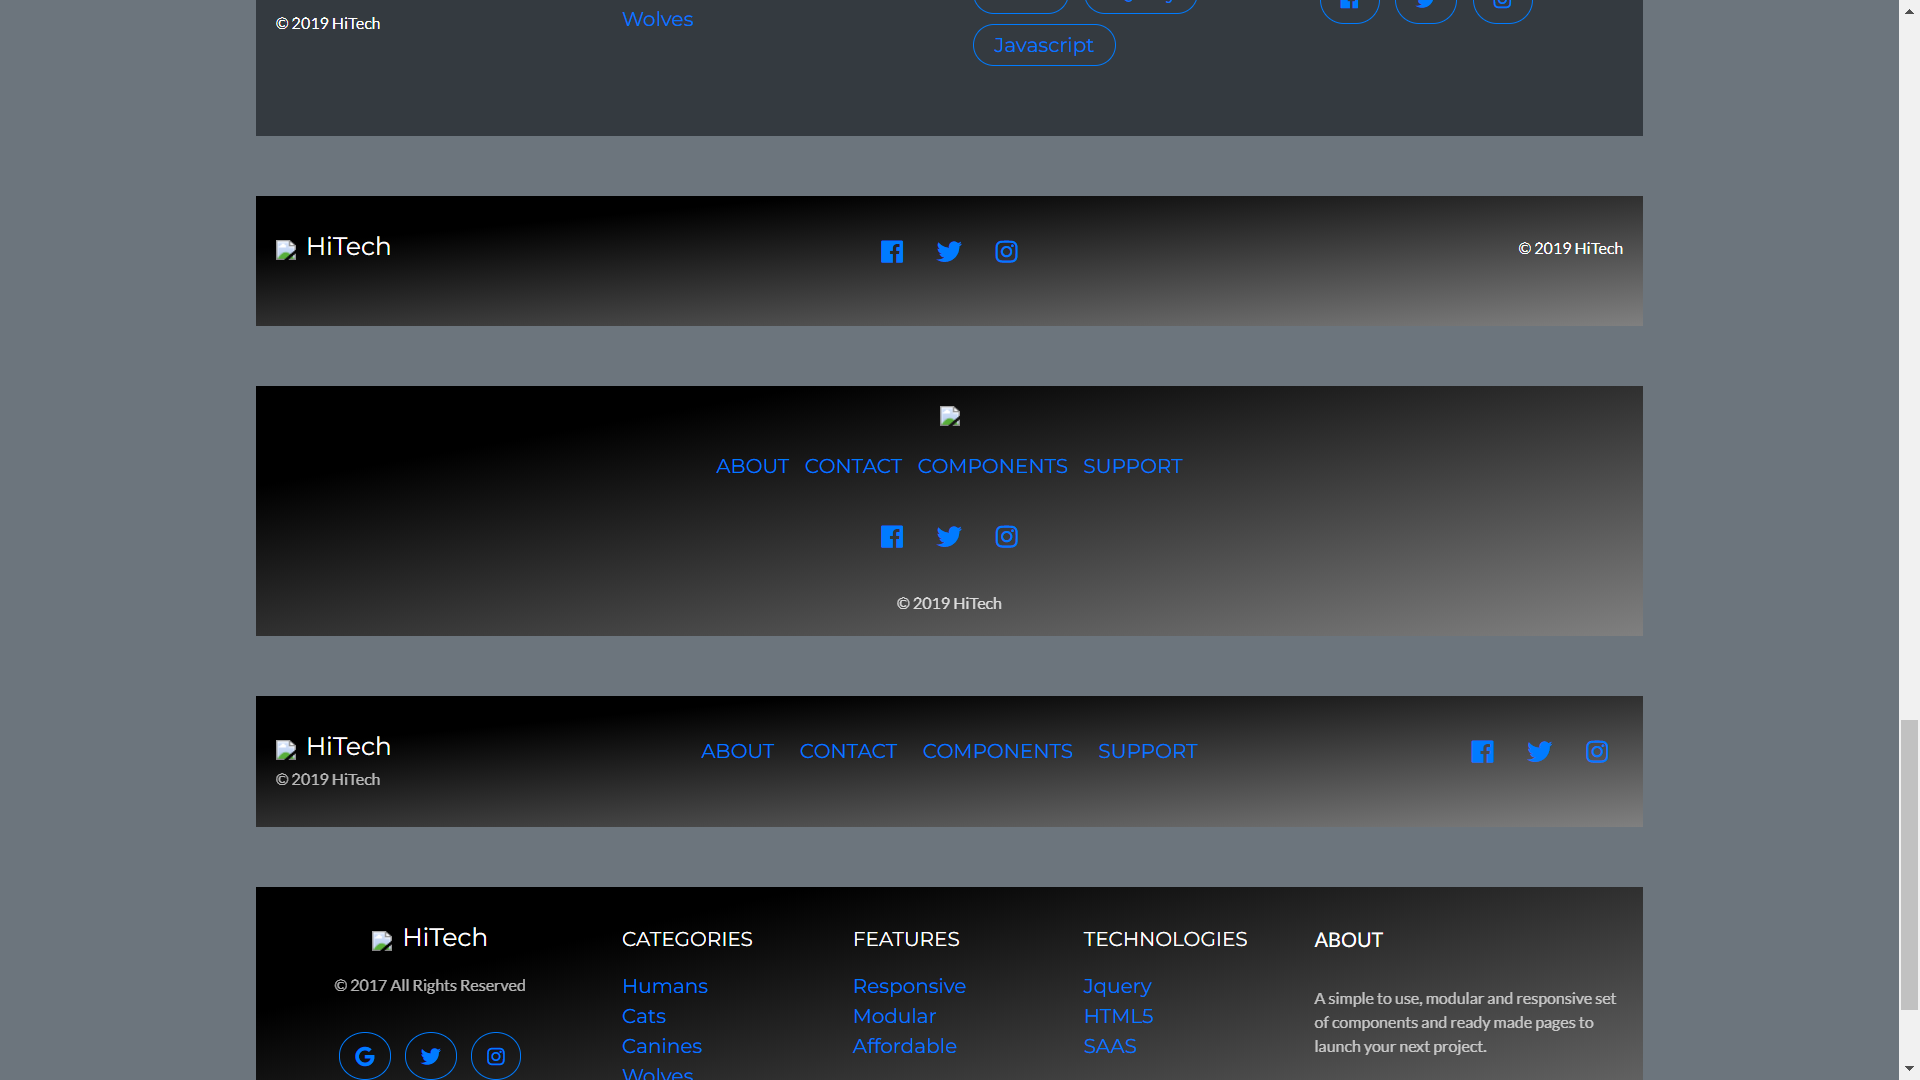 © 2019 HiTech
Wolves
Javascript
HiTech
© 2019 HiTech
ABOUT CONTACT COMPONENTS SUPPORT
© 2019 HiTech
HiTech
© 2019 HiTech
ABOUT CONTACT COMPONENTS SUPPORT
HiTech
© 2017 All Rights Reserved
CATEGORIES
Humans
Cats
Canines
Wolves
FEATURES
Responsive
Modular
Affordable
TECHNOLOGIES
Jquery
HTML5
SAAS
ABOUT
A simple to use, modular and responsive set
of components and ready made pages to
launch your next project.